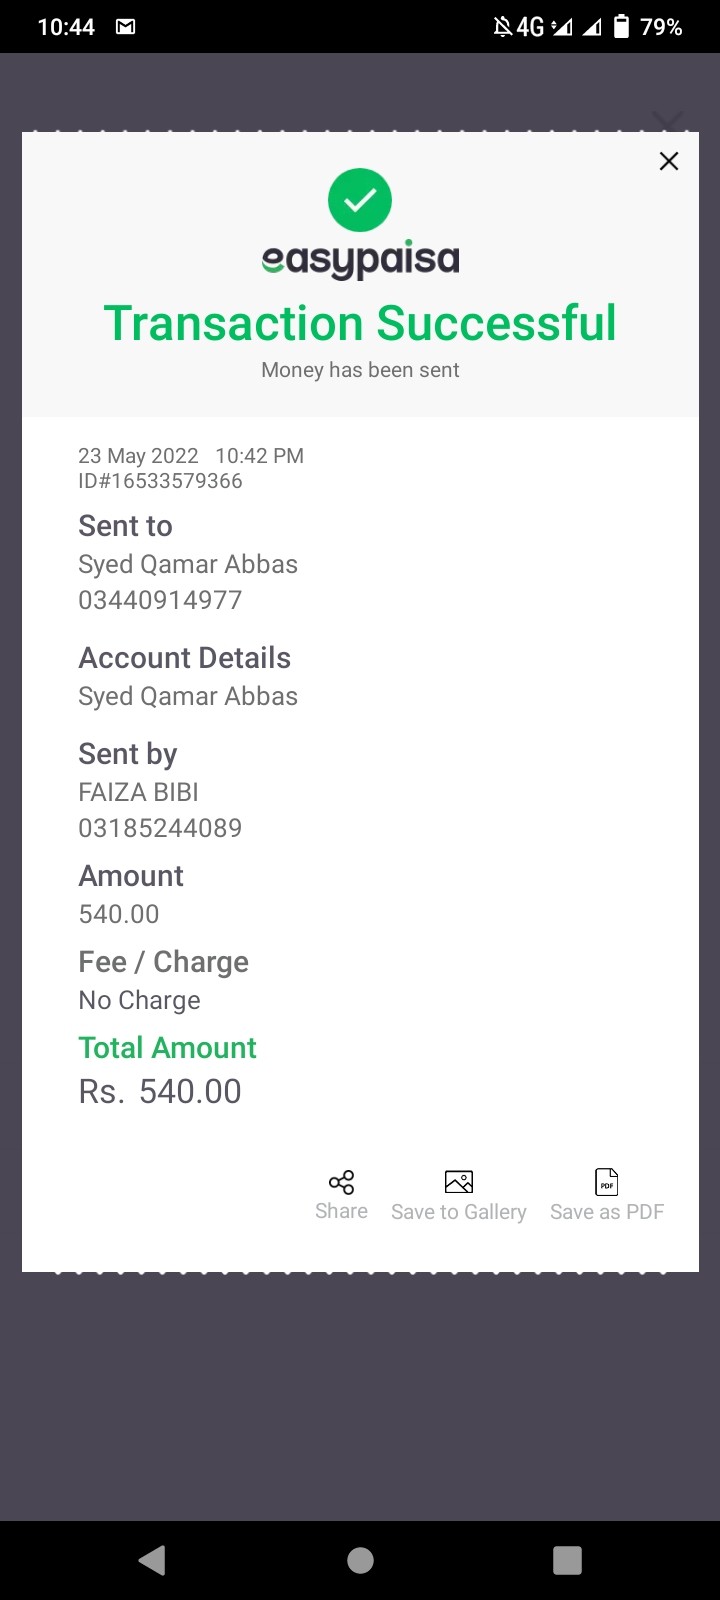 10:44 4G 79%
easypaisa
Transaction Successful
Money has been sent
23 May 2022 10:42 PM
ID#16533579366
Sent to
Syed Qamar Abbas
03440914977
Account Details
Syed Qamar Abbas
Sent by
FAIZA BIBI
03185244089
Amount
540.00
Fee / Charge
No Charge
Total Amount
Rs. 540.00
PDF
Share Save to Gallery Save as PDF